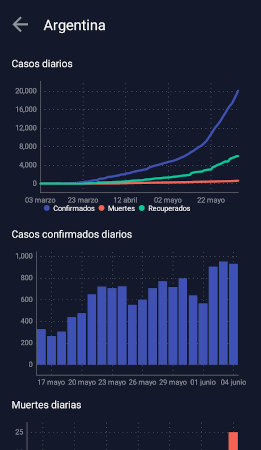 Argentina
Casos diarios
20,000
16,000
12,000
8,000
4,000
0
03 marzo 23 marzo 12 abril 02 mayo 22 mayo
Confirmados Muertes Recuperados
Casos confirmados diarios
1,000
800
600
400
200
0
17 mayo 20 mayo 23 mayo 26 mayo 29 mayo 01 junio 04 junio
Muertes diarias
25